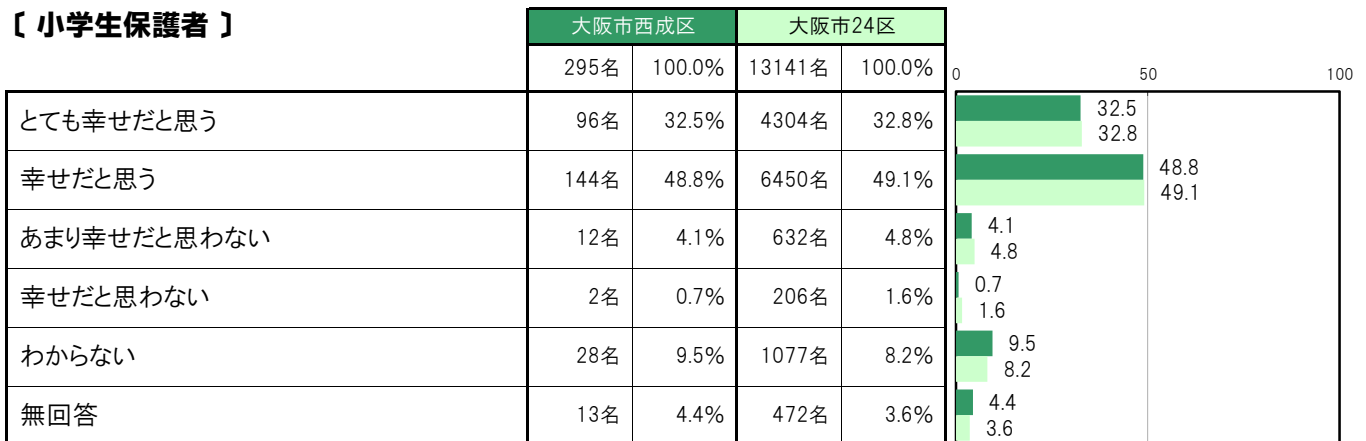 〔 小学生保護者 〕
大阪市西成区 大阪市24区
295名 100.0% 13141名 100.0%
0 50 100
とても幸せだと思う 96名 32.5% 4304名 32.8% 32.5
32.8
幸せだと思う 144名 48.8% 6450名 49.1% 48.8
49.1
あまり幸せだと思わない 12名 4.1% 632名 4.8% 4.1
4.8
幸せだと思わない 2名 0.7% 206名 1.6% 0.7
1.6
わからない 28名 9.5% 1077名 8.2% 9.5
8.2
無回答 13名 4.4% 472名 3.6% 4.4
3.6